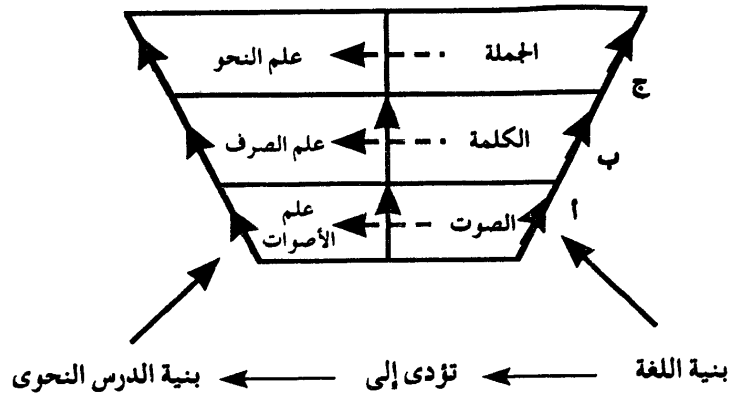 الجملة علم النحو
ج
الكلمة علم الصرف
ب
أ الصوت علم
الأصوات
بنية اللغة تؤدى إلى بنية الدرس النحوى